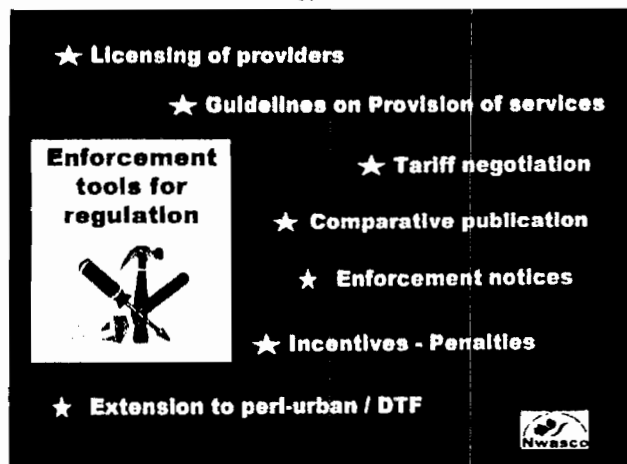 Licensing of providers
Guidelines on Provision of services
Enforcement
tools for
regulation
Tariff negotiation
Comparative publication
Enforcement notices
Incentives - Penalties
Extension to peri-urban / DTF
Nwasco